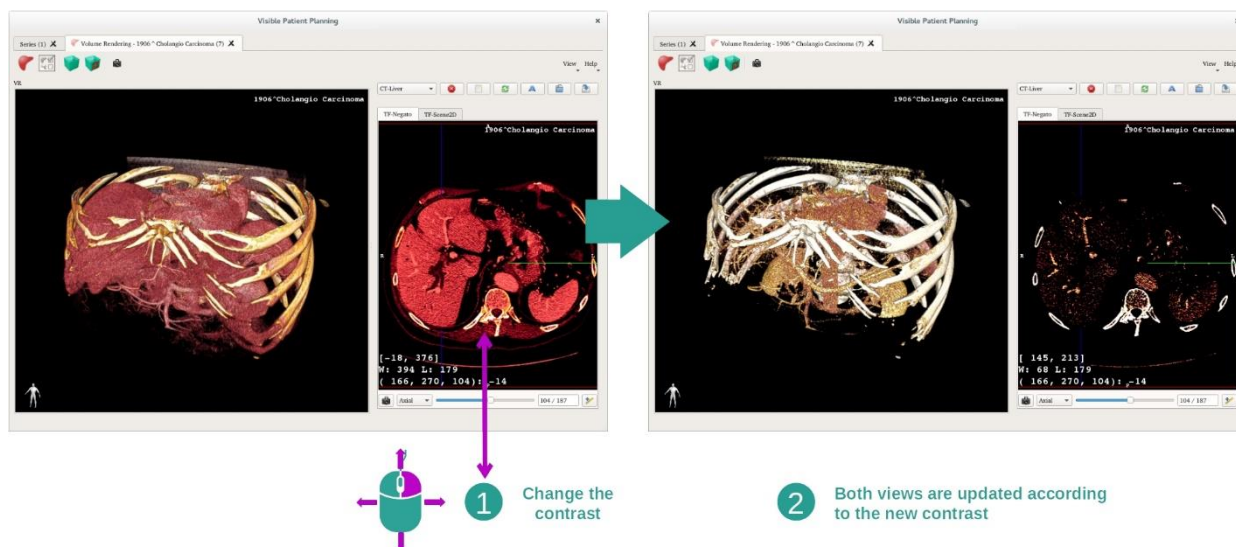 Visible Patient Planning
Series (1)
Volume Rendering - 1906 ^ Cholangio Carcinoma (7)
View Help
VR
1906^Cholangio Carcinoma
CT-Liver
TF-Negato TF-Scene2D
1906^Cholangio Carcinoma
R
[-18, 376]
W: 394 L: 179
( 166, 270, 104): -14
Axial
104 / 187
Visible Patient Planning
Series (1)
Volume Rendering - 1906 ^ Cholangio Carcinoma (7)
View Help
VR
1906^Cholangio Carcinoma
CT-Liver
TF-Negato TF-Scene2D
1906^Cholangio Carcinoma
R
[ 145, 213]
W: 68 L: 179
( 166, 270, 104): -14
Axial
104 / 187
1
Change the
contrast
2
Both views are updated according
to the new contrast